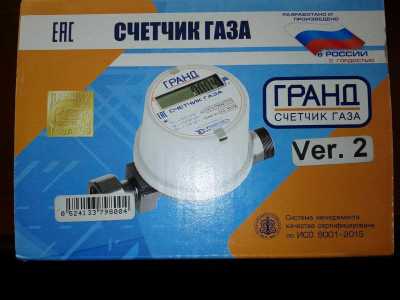 EAC СЧЕТЧИК ГАЗА
РАЗРАБОТАНО И
ПРОИЗВЕДЕНО
В РОССИИ
С ГОРДОСТЬЮ
ГРАНД
СЧЕТЧИК ГАЗА
ГРАНД
СЧЕТЧИК ГАЗА
Ver. 2
Система менеджмента
качества сертифицирована
по ИСО 9001-2015